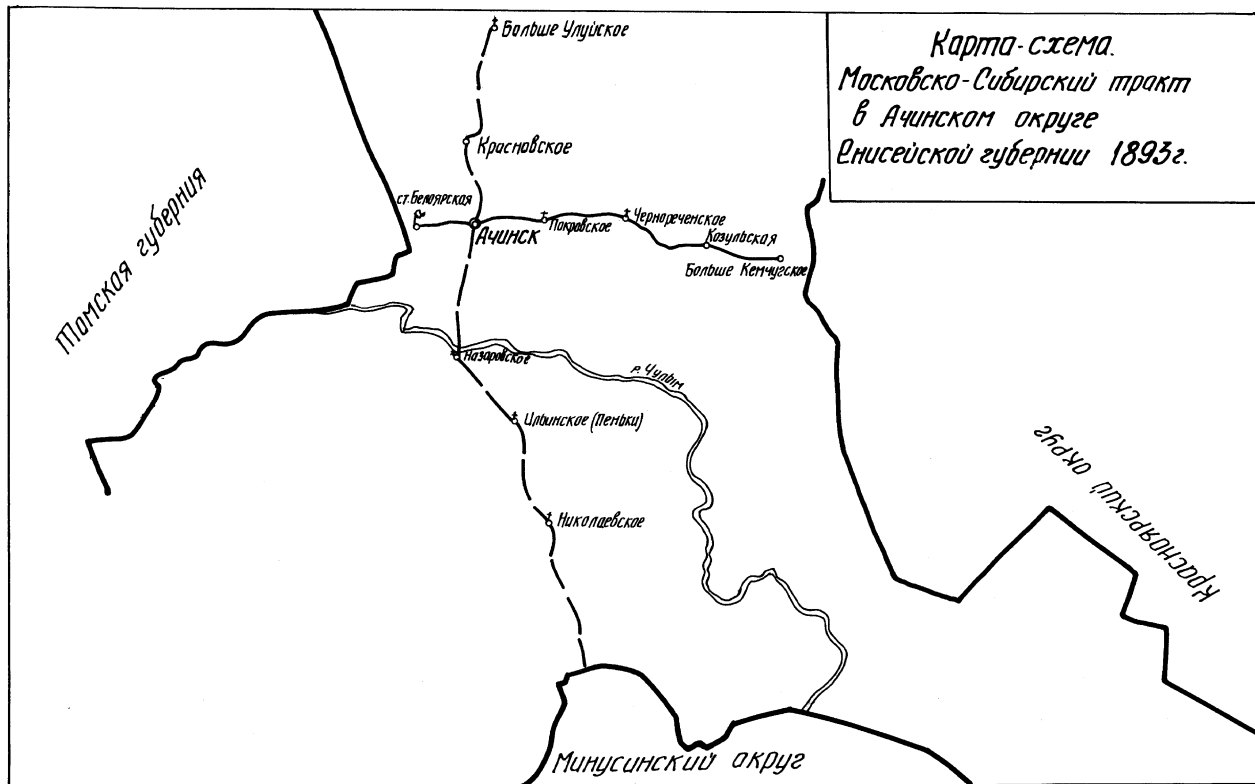 Карта-схема.
Московско-Сибирский тракт
в Ачинском округе
Енисейской губернии 1893г.
Больше Улуйское
Красновское
Томская губерния
ст. Белоярская
Ачинск
Покровское
Чернореченское
Козульская
Больше Кемчугское
Назаровское
р. Чулым
Ильинское (Пеньки)
Красноярский округ
Николаевское
Минусинский округ